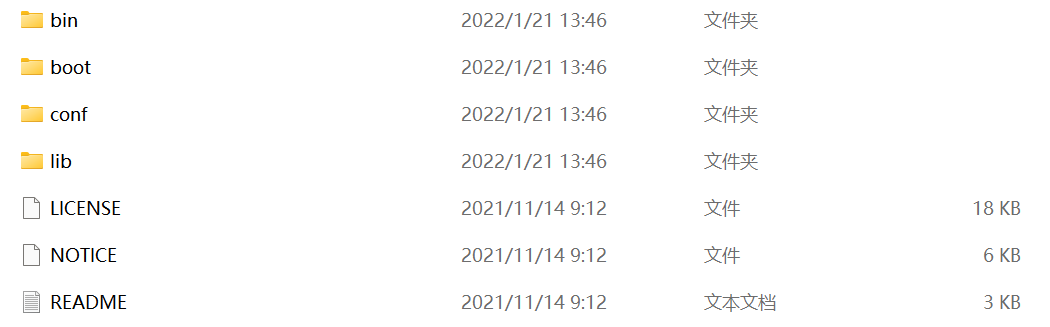 bin 2022/1/21 13:46 文件夹
boot 2022/1/21 13:46 文件夹
conf 2022/1/21 13:46 文件夹
lib 2022/1/21 13:46 文件夹
LICENSE 2021/11/14 9:12 文件 18 KB
NOTICE 2021/11/14 9:12 文件 6 KB
README 2021/11/14 9:12 文本文档 3 KB